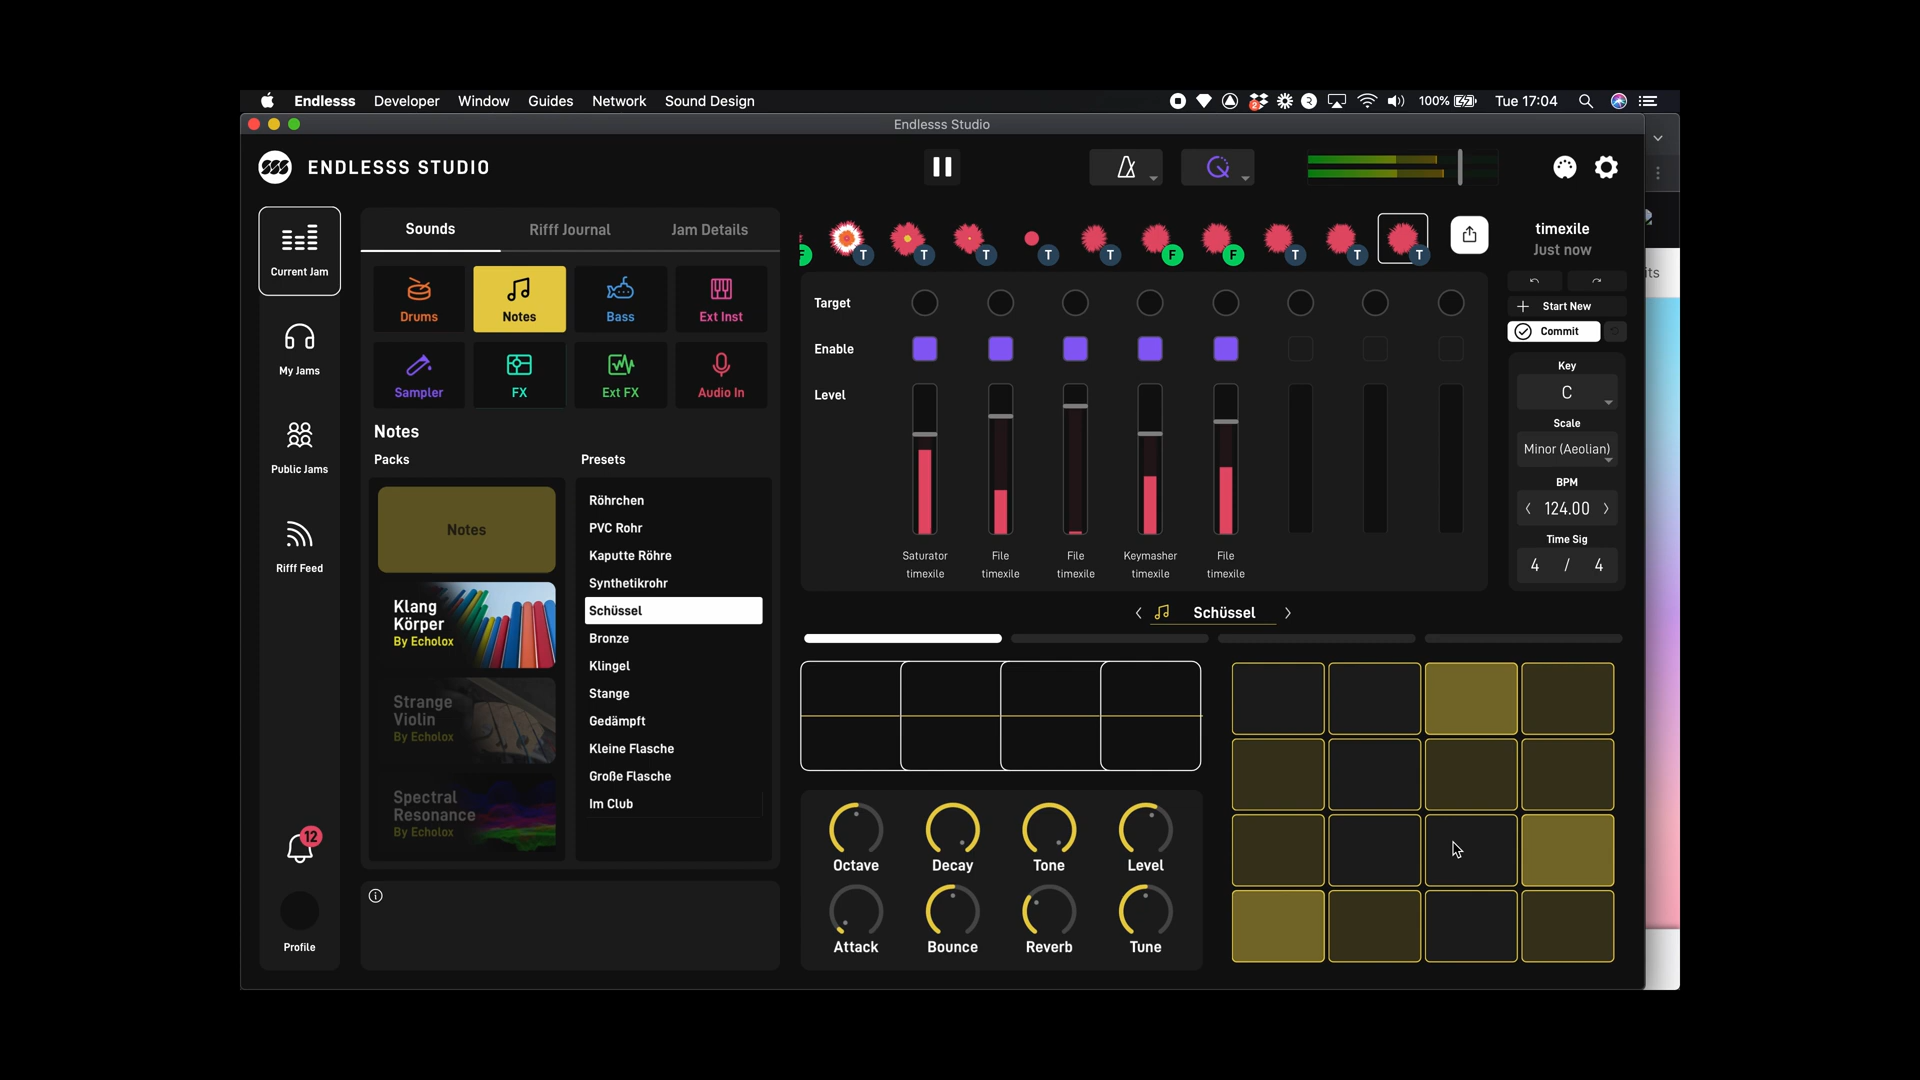 Endlesss Developer Window Guides Network Sound Design
2 R 100% Tue 17:04
Endlesss Studio
ENDLESSS STUDIO
Q
Current Jam
My Jams
Public Jams
Rifff Feed
12
Profile
Sounds Rifff Journal Jam Details
Drums Notes Bass Ext Inst
Sampler FX Ext FX Audio In
Notes
Packs Presets
Notes
Klang
Körper
By Echolox
Strange
Violin
By Echolox
Spectral
Resonance
By Echolox
Röhrchen
PVC Rohr
Kaputte Röhre
Synthetikrohr
Schüssel
Bronze
Klingel
Stange
Gedämpft
Kleine Flasche
Große Flasche
Im Club
F T T T T T F F T T T
Target
Enable
Level
Saturator File File Keymasher File
timexile timexile timexile timexile timexile
timexile
Just now
Start New
Commit
Key
C
Scale
Minor (Aeolian)
BPM
124.00
Time Sig
4 / 4
Schüssel
Octave Decay Tone Level
Attack Bounce Reverb Tune
its